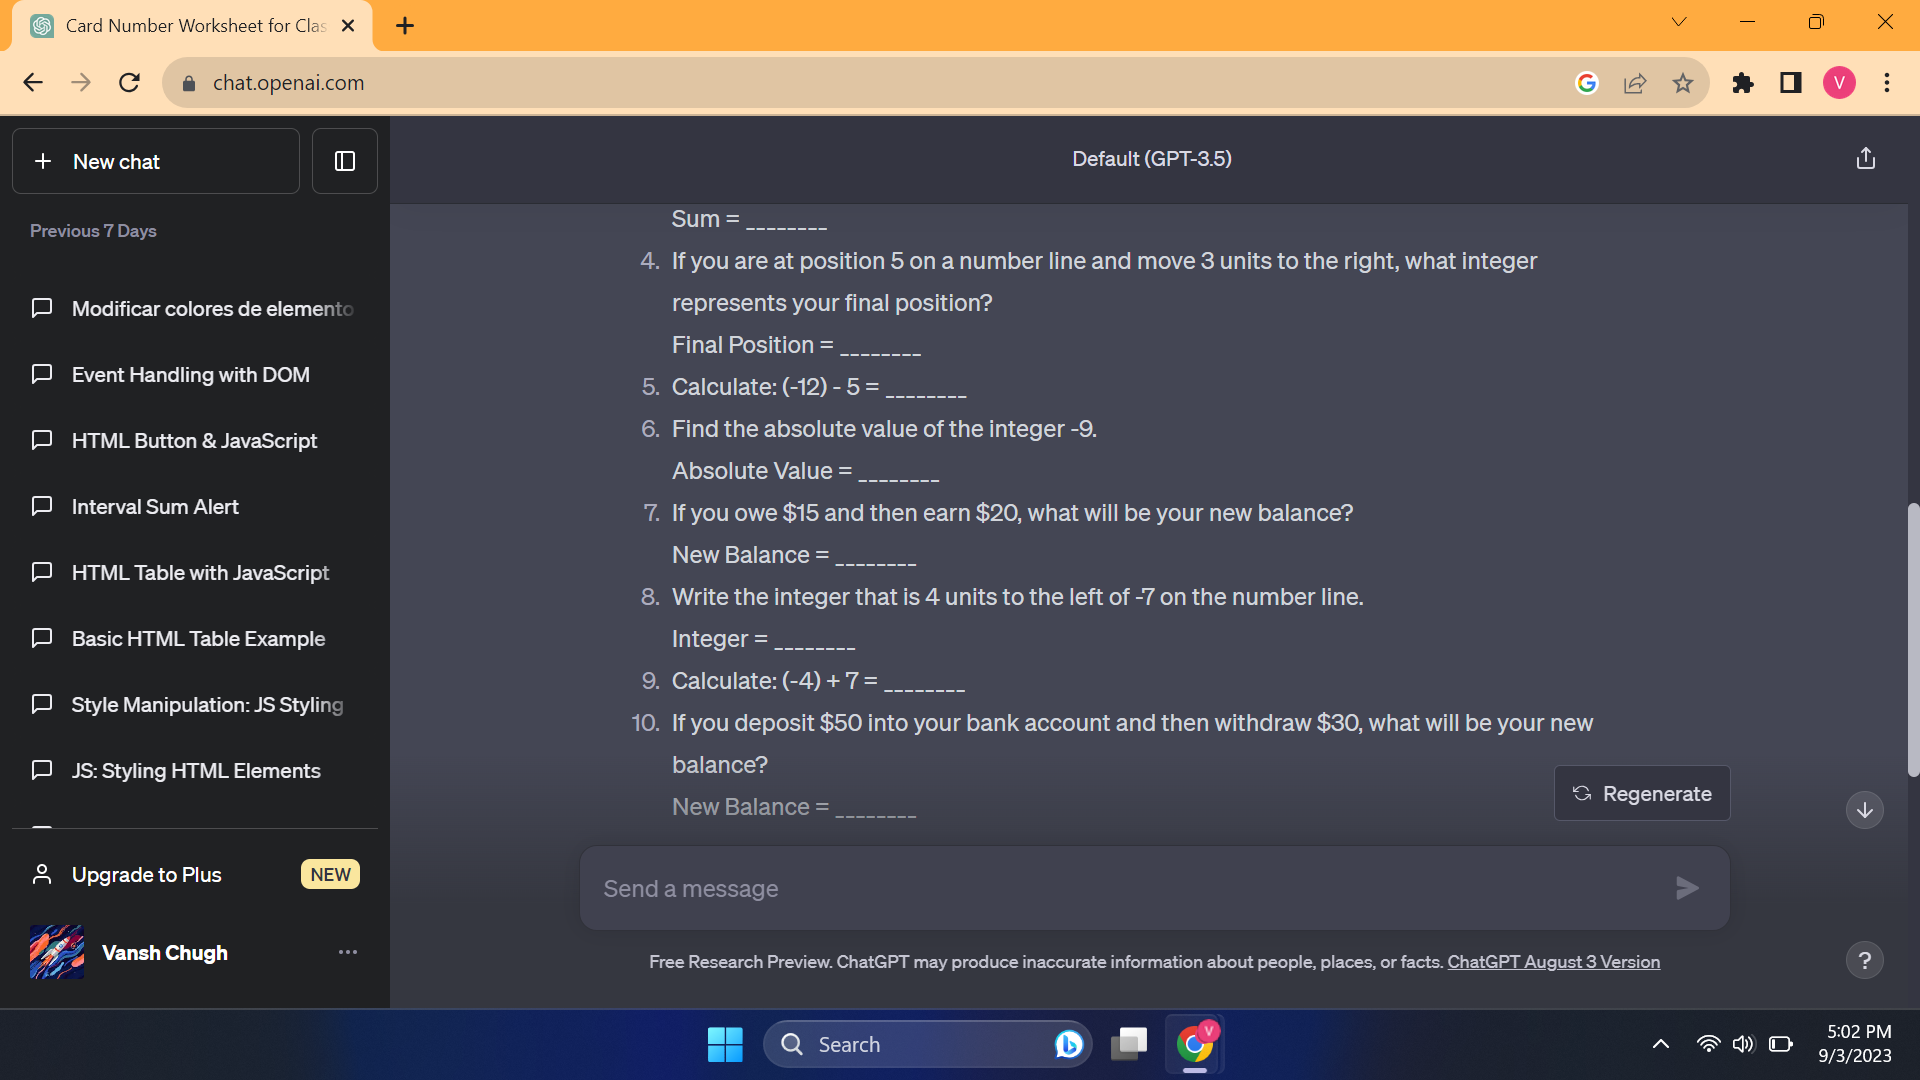 Card Number Worksheet for Clas
chat.openai.com
V
New chat
Default (GPT-3.5)
Previous 7 Days
Modificar colores de elemento
Event Handling with DOM
HTML Button & JavaScript
Interval Sum Alert
HTML Table with JavaScript
Basic HTML Table Example
Style Manipulation: JS Styling
JS: Styling HTML Elements
Upgrade to Plus NEW
Vansh Chugh
Sum = ________
4. If you are at position 5 on a number line and move 3 units to the right, what integer
represents your final position?
Final Position = ________
5. Calculate: (-12) - 5 = ________
6. Find the absolute value of the integer -9.
Absolute Value = ________
7. If you owe $15 and then earn $20, what will be your new balance?
New Balance = ________
8. Write the integer that is 4 units to the left of -7 on the number line.
Integer = ________
9. Calculate: (-4) + 7 = ________
10. If you deposit $50 into your bank account and then withdraw $30, what will be your new
balance?
New Balance = ________
Regenerate
Send a message
Free Research Preview. ChatGPT may produce inaccurate information about people, places, or facts. ChatGPT August 3 Version
?
Search
V
5:02 PM
9/3/2023